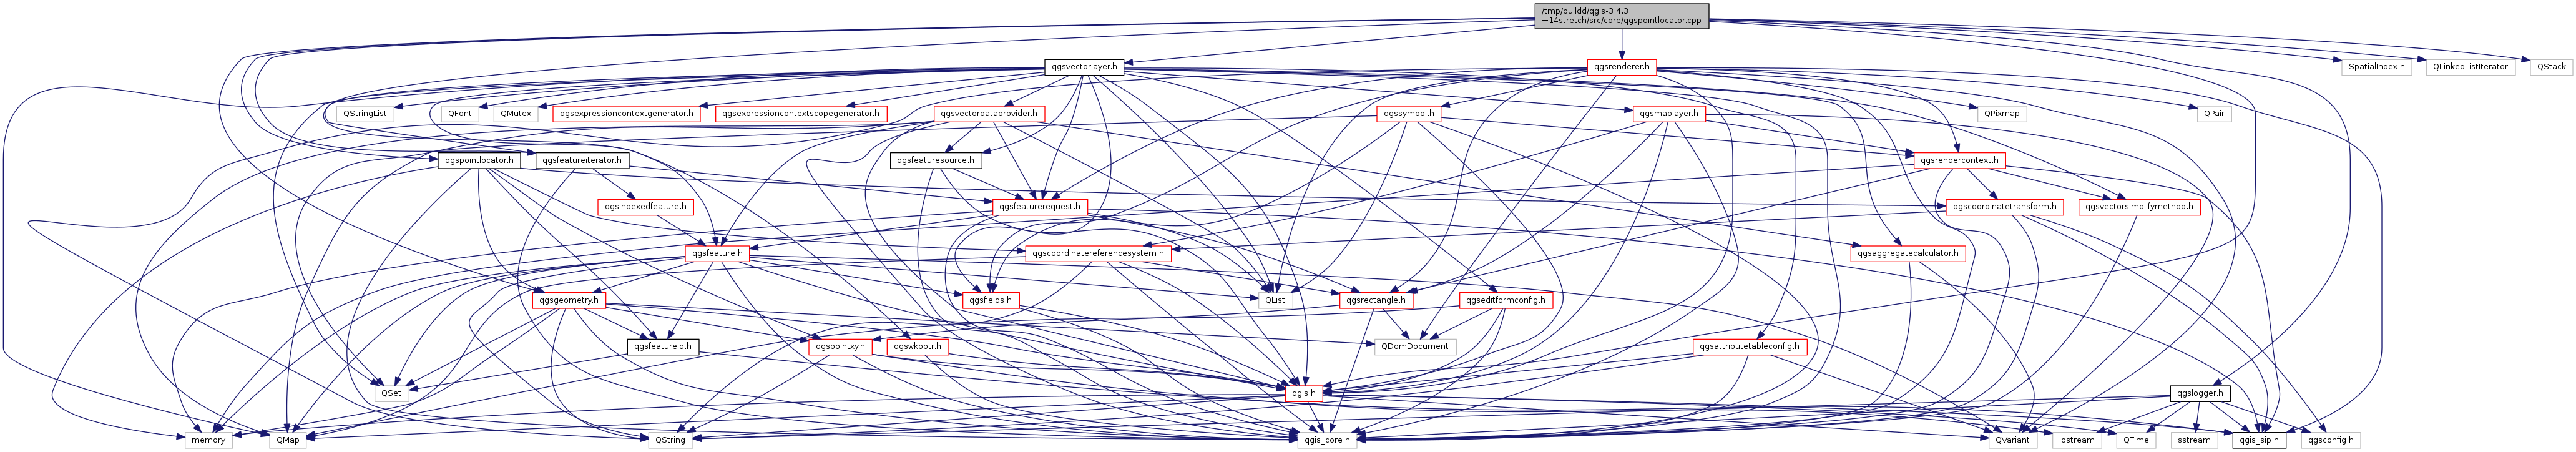 /tmp/buildd/qgis-3.4.3
+14stretch/src/core/qgspointlocator.cpp
qgsvectorlayer.h
qgsrenderer.h
SpatialIndex.h
QLinkedListIterator
QStack
QStringList
QFont
QMutex
qgsexpressioncontextgenerator.h
qgsexpressioncontextscopegenerator.h
qgsvectordataprovider.h
qgssymbol.h
qgsmaplayer.h
QPixmap
QPair
qgspointlocator.h
qgsfeatureiterator.h
qgsfeaturesource.h
qgsrendercontext.h
qgsindexedfeature.h
qgsfeaturerequest.h
qgscoordinatetransform.h
qgsvectorsimplifymethod.h
qgsfeature.h
qgscoordinatereferencesystem.h
qgsaggregatecalculator.h
qgsgeometry.h
qgsfields.h
QList
qgsrectangle.h
qgseditformconfig.h
qgsfeatureid.h
qgspointxy.h
qgswkbptr.h
QDomDocument
qgsattributetableconfig.h
QSet
qgis.h
qgslogger.h
memory
QMap
QString
qgis_core.h
QVariant
iostream
QTime
sstream
qgis_sip.h
qgsconfig.h